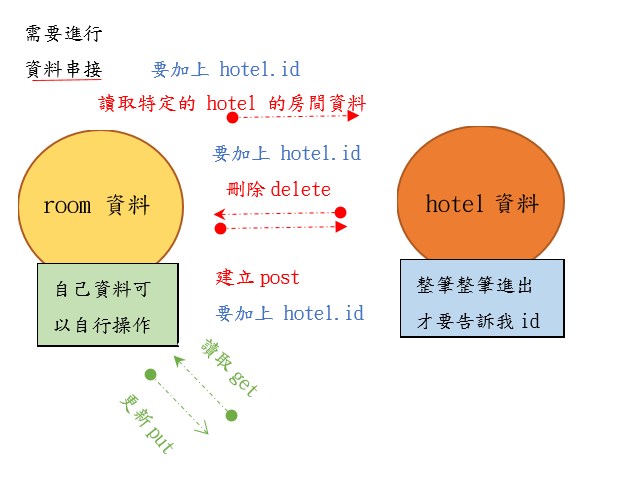 需要進行
資料串接
要加上 hotel.id
讀取特定的 hotel 的房間資料
要加上 hotel.id
刪除 delete
room 資料
hotel 資料
建立 post
要加上 hotel.id
自己資料可
以自行操作
整筆整筆進出
才要告訴我 id
讀取 get
更新 put